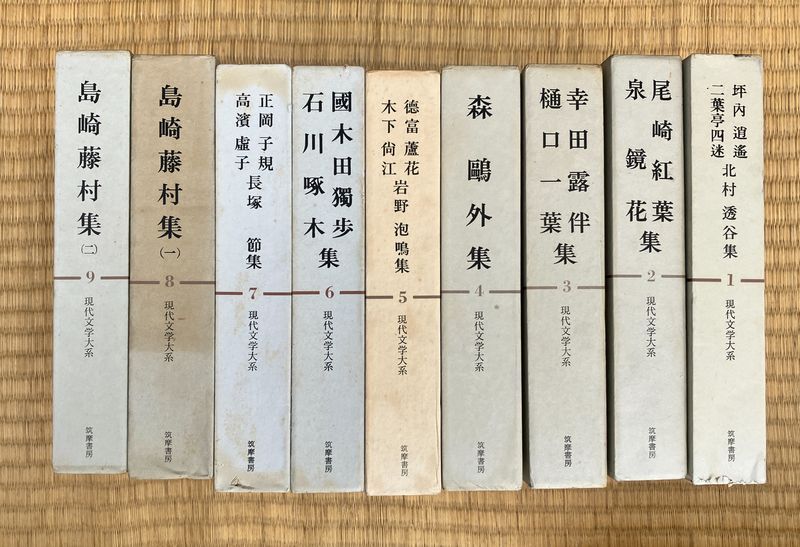 坪內 逍遙
二葉亭四迷
北村 透谷集
1
現代文学大系
筑摩書房
尾崎紅葉
泉鏡花集
2
現代文学大系
筑摩書房
幸田露伴
樋口一葉集
3
現代文学大系
筑摩書房
森鷗外集
4
現代文学大系
筑摩書房
德富 蘆花
木下 尙江
岩野 泡鳴集
5
現代文学大系
筑摩書房
國木田獨步
石川啄木集
6
現代文学大系
筑摩書房
正岡 子規
高濱 虛子
長塚 節集
7
現代文学大系
筑摩書房
島崎藤村集(一)
8
現代文学大系
筑摩書房
島崎藤村集(二)
9
現代文学大系
筑摩書房